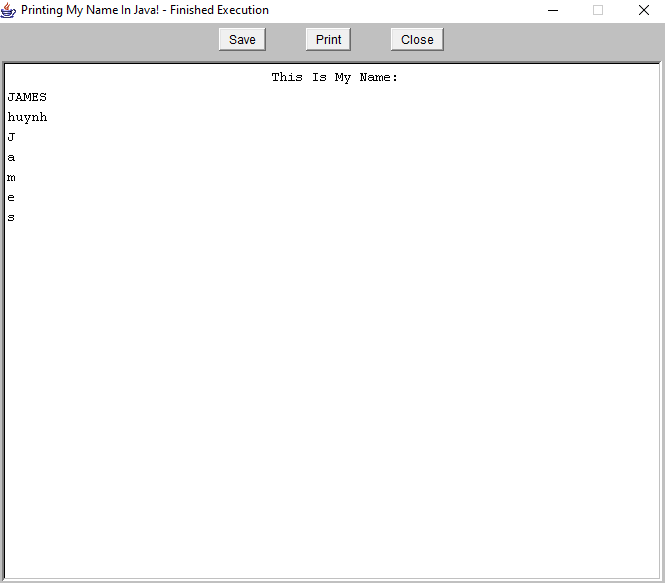 Printing My Name In Java! - Finished Execution
Save Print Close
This Is My Name:
JAMES
huynh
J
a
m
e
s